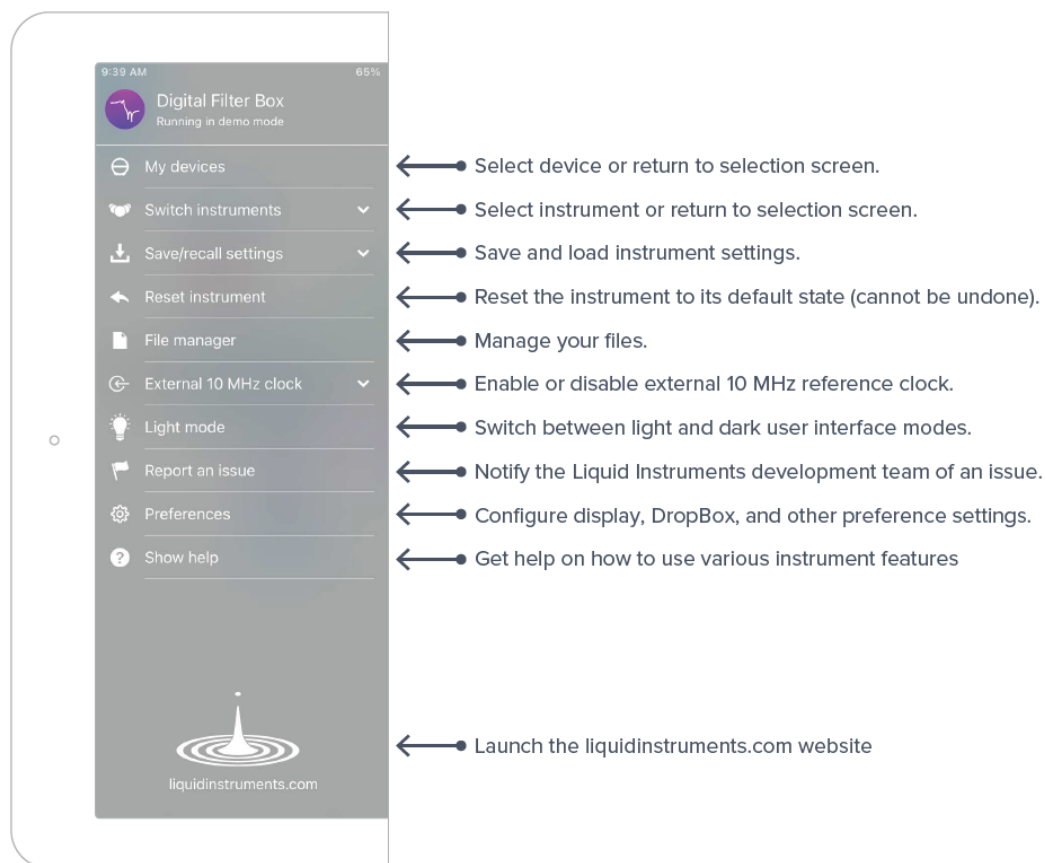 9:39 AM 65%
Digital Filter Box
Running in demo mode
My devices
Select device or return to selection screen.
Switch instruments
Select instrument or return to selection screen.
Save/recall settings
Save and load instrument settings.
Reset instrument
Reset the instrument to its default state (cannot be undone).
File manager
Manage your files.
External 10 MHz clock
Enable or disable external 10 MHz reference clock.
Light mode
Switch between light and dark user interface modes.
Report an issue
Notify the Liquid Instruments development team of an issue.
Preferences
Configure display, DropBox, and other preference settings.
Show help
Get help on how to use various instrument features
Launch the liquidinstruments.com website
liquidinstruments.com